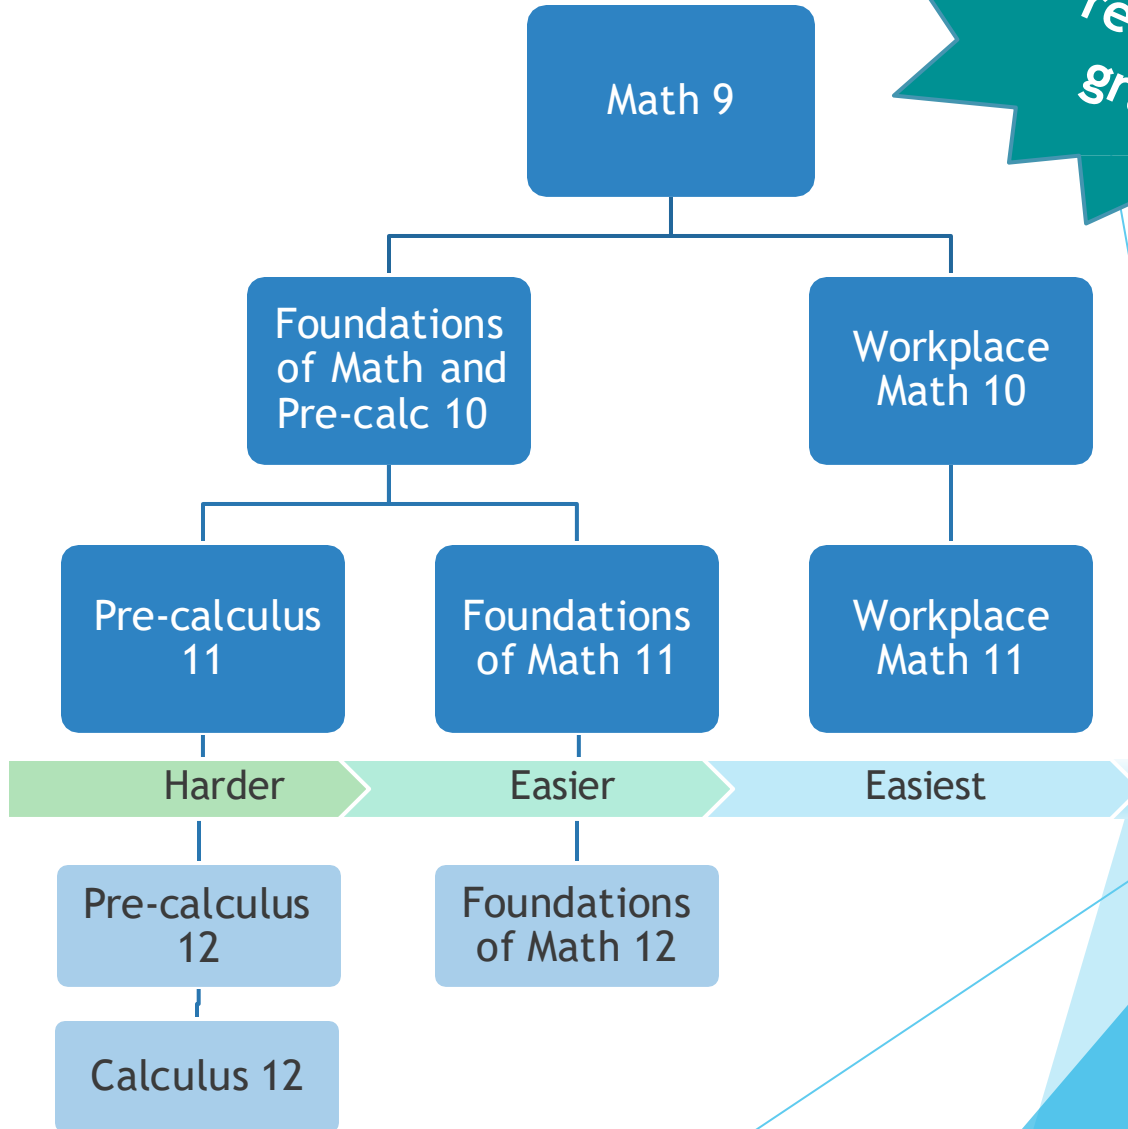 Math 9
Foundations
of Math and
Pre-calc 10
Workplace
Math 10
Pre-calculus
11
Foundations
of Math 11
Workplace
Math 11
Harder
Easier
Easiest
Pre-calculus
12
Foundations
of Math 12
Calculus 12